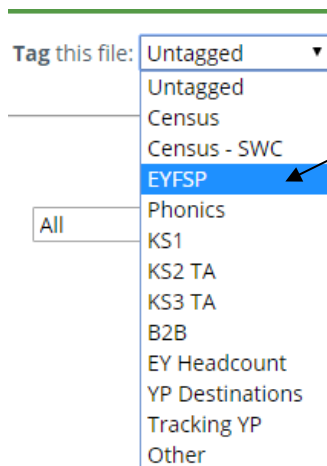 Tag this file: Untagged
Untagged
Census
Census - SWC
EYFSP
Phonics
All
KS1
KS2 TA
KS3 TA
B2B
EY Headcount
YP Destinations
Tracking YP
Other